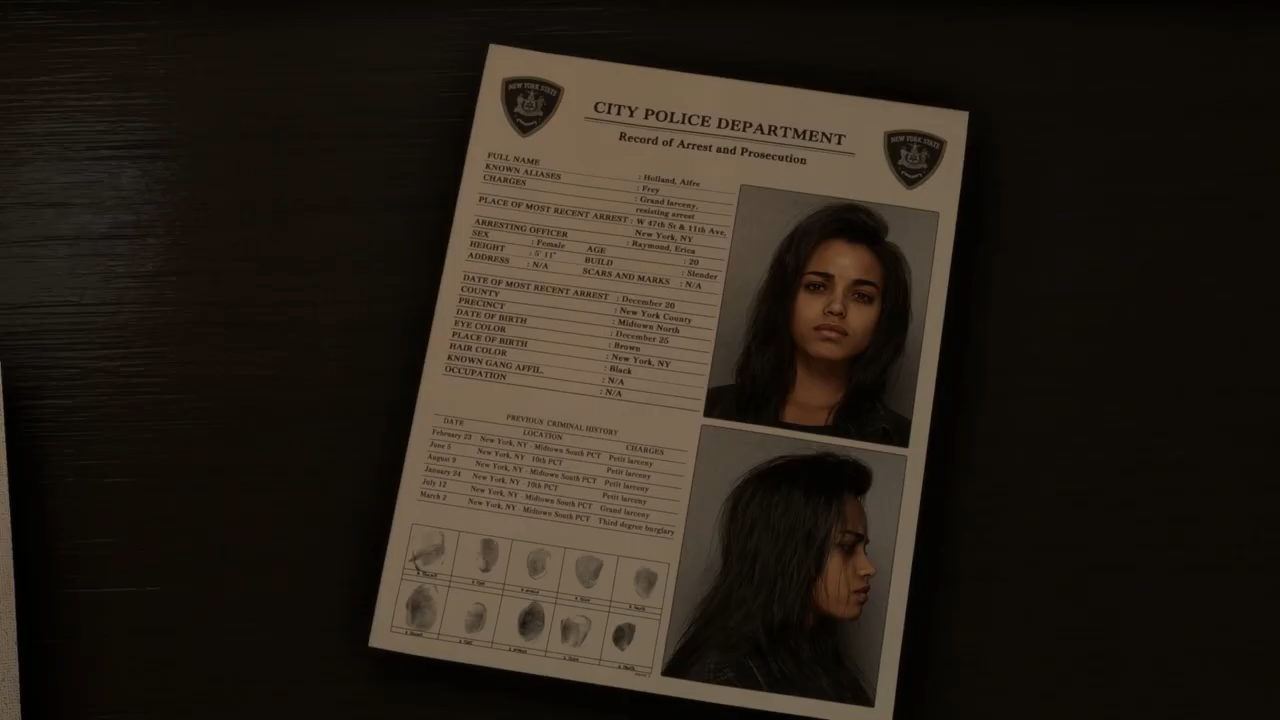 NEW YORK STATE
CITY POLICE DEPARTMENT
NEW YORK STATE
Record of Arrest and Prosecution
FULL NAME : Holland, Alfre
KNOWN ALIASES : Frey
CHARGES : Grand larceny,
resisting arrest
PLACE OF MOST RECENT ARREST : W 47th St & 11th Ave,
New York, NY
ARRESTING OFFICER : Raymond, Erica
SEX : Female AGE : 20
HEIGHT : 5' 11" BUILD : Slender
ADDRESS : N/A SCARS AND MARKS : N/A
DATE OF MOST RECENT ARREST : December 20
COUNTY : New York County
PRECINCT : Midtown North
DATE OF BIRTH : December 25
EYE COLOR : Brown
PLACE OF BIRTH : New York, NY
HAIR COLOR : Black
KNOWN GANG AFFIL. : N/A
OCCUPATION : N/A
PREVIOUS CRIMINAL HISTORY
DATE LOCATION CHARGES
February 23 New York, NY - Midtown South PCT Petit larceny
June 5 New York, NY - 10th PCT Petit larceny
August 9 New York, NY - Midtown South PCT Petit larceny
January 24 New York, NY - 10th PCT Petit larceny
July 12 New York, NY - Midtown South PCT Grand larceny
March 2 New York, NY - Midtown South PCT Third degree burglary